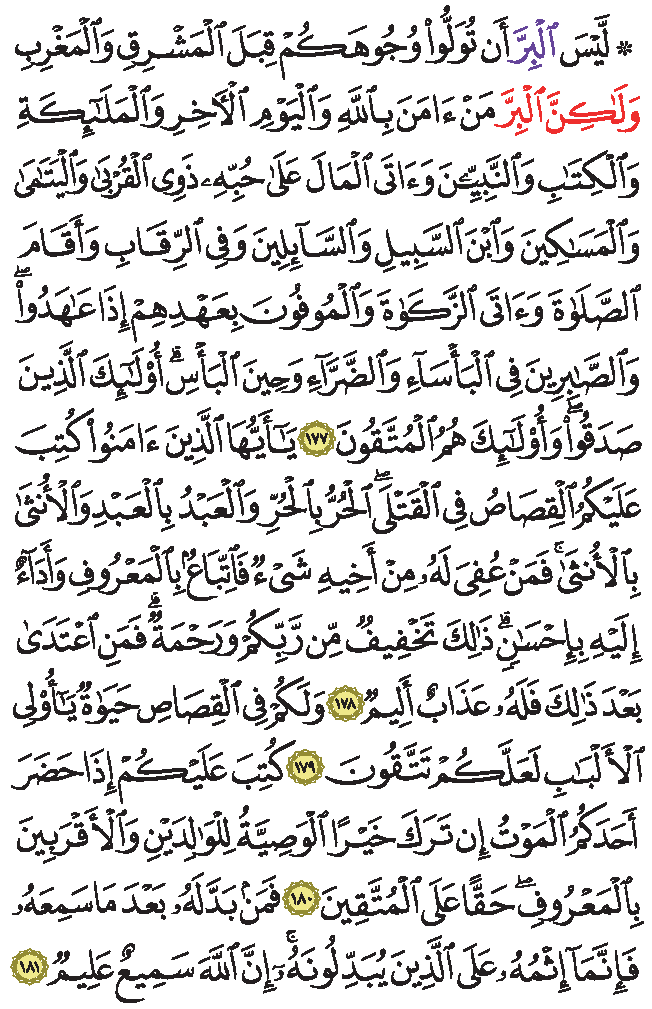 ۞ لَّيْسَ ٱلْبِرَّ أَن تُوَلُّوا۟ وُجُوهَكُمْ قِبَلَ ٱلْمَشْرِقِ وَٱلْمَغْرِبِ
وَلَـٰكِنَّ ٱلْبِرَّ مَنْ ءَامَنَ بِٱللَّهِ وَٱلْيَوْمِ ٱلْأَخِرِ وَٱلْمَلَـٰٓئِكَةِ
وَٱلْكِتَـٰبِ وَٱلنَّبِيِّـۧنَ وَءَاتَى ٱلْمَالَ عَلَىٰ حُبِّهِۦ ذَوِى ٱلْقُرْبَىٰ وَٱلْيَتَـٰمَىٰ
وَٱلْمَسَـٰكِينَ وَٱبْنَ ٱلسَّبِيلِ وَٱلسَّآئِلِينَ وَفِى ٱلرِّقَابِ وَأَقَامَ
ٱلصَّلَوٰةَ وَءَاتَى ٱلزَّكَوٰةَ وَٱلْمُوفُونَ بِعَهْدِهِمْ إِذَا عَـٰهَدُوا۟ۖ
وَٱلصَّـٰبِرِينَ فِى ٱلْبَأْسَآءِ وَٱلضَّرَّآءِ وَحِينَ ٱلْبَأْسِۗ أُو۟لَـٰٓئِكَ ٱلَّذِينَ
صَدَقُوا۟ۖ وَأُو۟لَـٰٓئِكَ هُمُ ٱلْمُتَّقُونَ ١٧٧ يَـٰٓأَيُّهَا ٱلَّذِينَ ءَامَنُوا۟ كُتِبَ
عَلَيْكُمُ ٱلْقِصَاصُ فِى ٱلْقَتْلَىۖ ٱلْحُرُّ بِٱلْحُرِّ وَٱلْعَبْدُ بِٱلْعَبْدِ وَٱلْأُنثَىٰ
بِٱلْأُنثَىٰۚ فَمَنْ عُفِىَ لَهُۥ مِنْ أَخِيهِ شَىْءٌ فَٱتِّبَاعٌۢ بِٱلْمَعْرُوفِ وَأَدَآءٌ
إِلَيْهِ بِإِحْسَـٰنٍۗ ذَٰلِكَ تَخْفِيفٌ مِّن رَّبِّكُمْ وَرَحْمَةٌۗ فَمَنِ ٱعْتَدَىٰ
بَعْدَ ذَٰلِكَ فَلَهُۥ عَذَابٌ أَلِيمٌ ١٧٨ وَلَكُمْ فِى ٱلْقِصَاصِ حَيَوٰةٌ يَـٰٓأُو۟لِى
ٱلْأَلْبَـٰبِ لَعَلَّكُمْ تَتَّقُونَ ١٧٩ كُتِبَ عَلَيْكُمْ إِذَا حَضَرَ
أَحَدَكُمُ ٱلْمَوْتُ إِن تَرَكَ خَيْرًا ٱلْوَصِيَّةُ لِلْوَٰلِدَيْنِ وَٱلْأَقْرَبِينَ
بِٱلْمَعْرُوفِۖ حَقًّا عَلَى ٱلْمُتَّقِينَ ١٨٠ فَمَنۢ بَدَّلَهُۥ بَعْدَ مَا سَمِعَهُۥ
فَإِنَّمَآ إِثْمُهُۥ عَلَى ٱلَّذِينَ يُبَدِّلُونَهُۥٓۚ إِنَّ ٱللَّهَ سَمِيعٌ عَلِيمٌ ١٨١